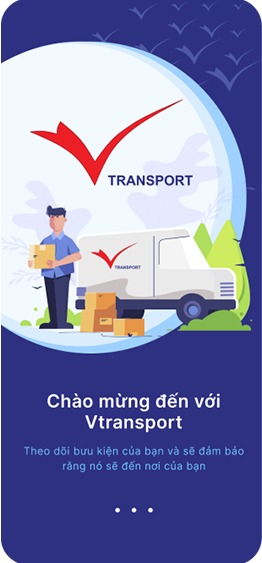 TRANSPORT
TRANSPORT
Chào mừng đến với
Vtransport
Theo dõi bưu kiện của bạn và sẽ đảm bảo
rằng nó sẽ đến nơi của bạn